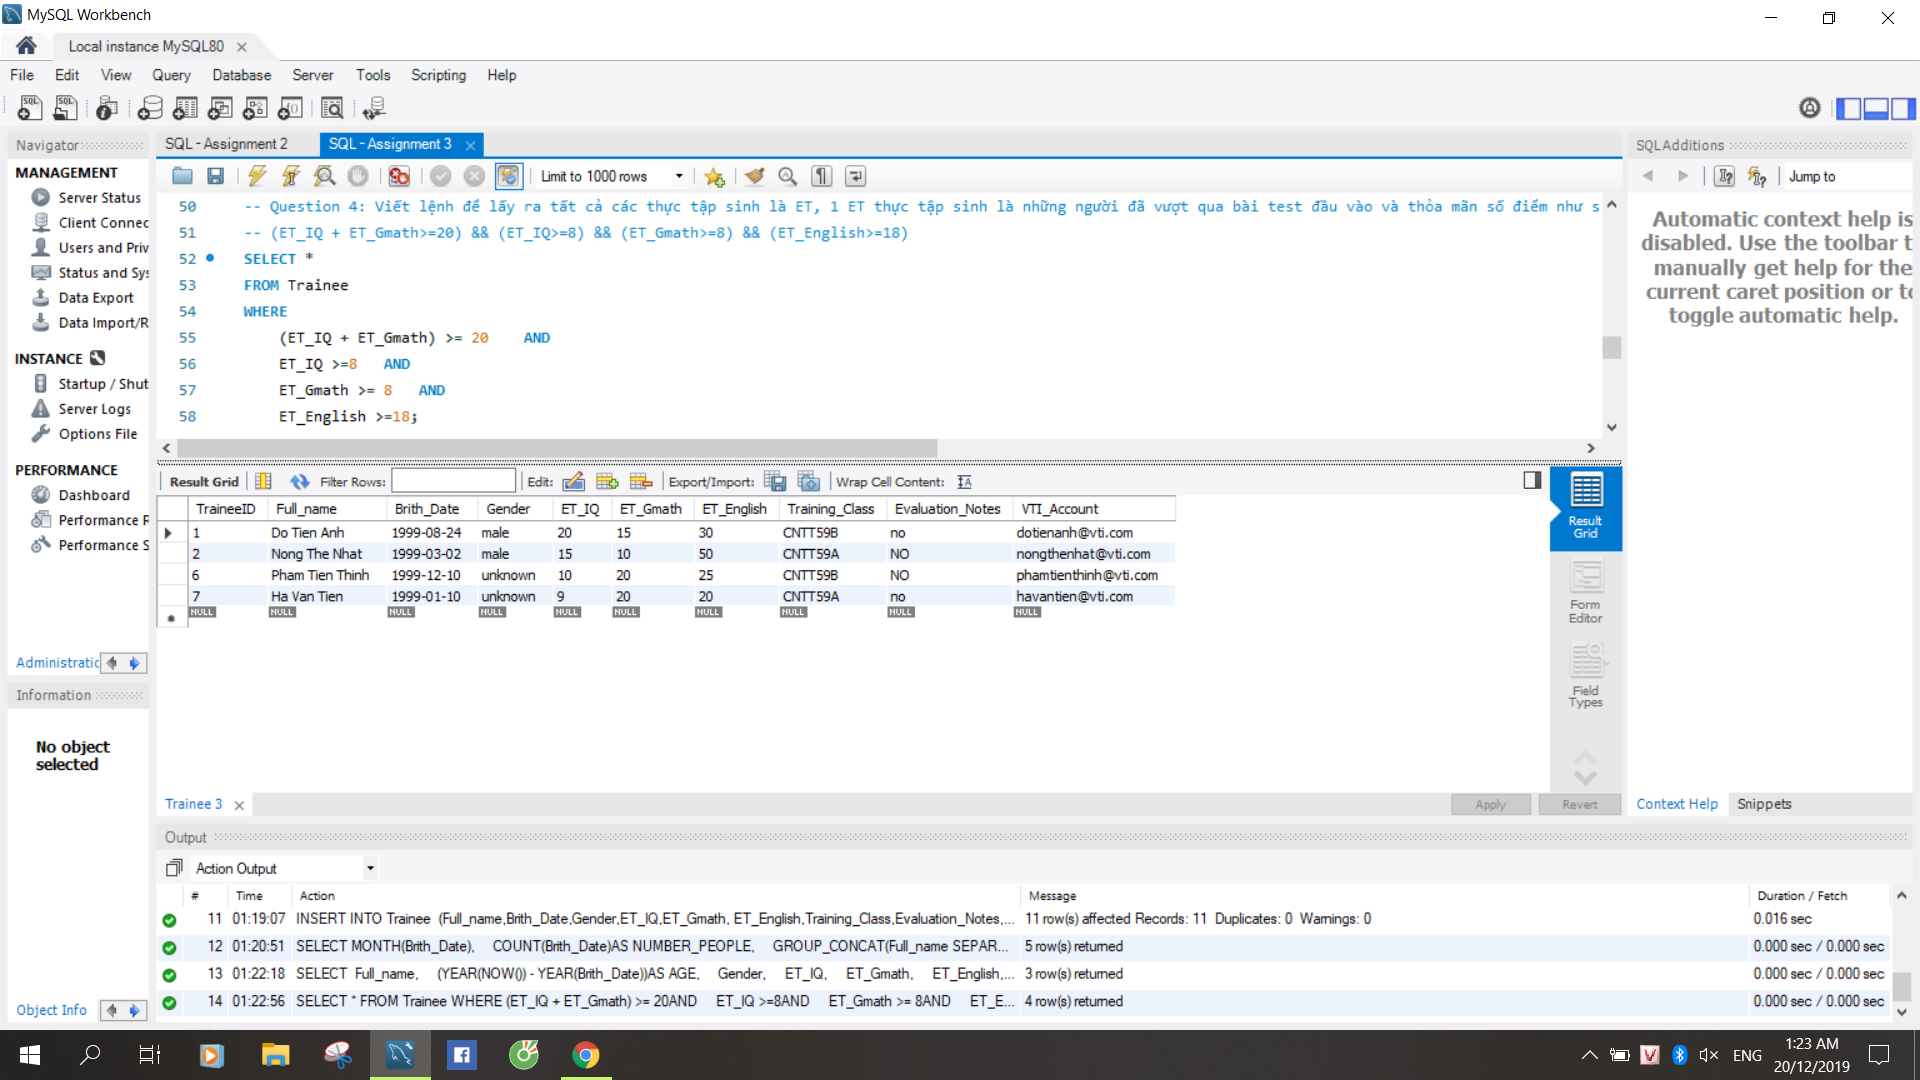 MySQL Workbench
Local instance MySQL80
File Edit View Query Database Server Tools Scripting Help
Navigator
MANAGEMENT
Server Status
Client Connec
Users and Priv
Status and Sys
Data Export
Data Import/R
INSTANCE
Startup / Shut
Server Logs
Options File
PERFORMANCE
Dashboard
Performance R
Performance S
Administratic
Information
No object
selected
Object Info
SQL - Assignment 2 SQL - Assignment 3
Limit to 1000 rows
50 -- Question 4: Viết lệnh để lấy ra tất cả các thực tập sinh là ET, 1 ET thực tập sinh là những người đã vượt qua bài test đầu vào và thỏa mãn số điểm như s
51 -- (ET_IQ + ET_Gmath>=20) && (ET_IQ>=8) && (ET_Gmath>=8) && (ET_English>=18)
52 SELECT *
53 FROM Trainee
54 WHERE
55 (ET_IQ + ET_Gmath) >= 20 AND
56 ET_IQ >=8 AND
57 ET_Gmath >= 8 AND
58 ET_English >=18;
Result Grid Filter Rows: Edit: Export/Import: Wrap Cell Content:
TraineeID Full_name Brith_Date Gender ET_IQ ET_Gmath ET_English Training_Class Evaluation_Notes VTI_Account
1 Do Tien Anh 1999-08-24 male 20 15 30 CNTT59B no dotienanh@vti.com
2 Nong The Nhat 1999-03-02 male 15 10 50 CNTT59A NO nongthenhat@vti.com
6 Pham Tien Thinh 1999-12-10 unknown 10 20 25 CNTT59B NO phamtienthinh@vti.com
7 Ha Van Tien 1999-01-10 unknown 9 20 20 CNTT59A no havantien@vti.com
NULL NULL NULL NULL NULL NULL NULL NULL NULL NULL
Result
Grid
Form
Editor
Field
Types
Trainee 3
Apply Revert
SQLAdditions
Jump to
Automatic context help is
disabled. Use the toolbar t
manually get help for the
current caret position or to
toggle automatic help.
Context Help Snippets
Output
Action Output
# Time Action Message Duration / Fetch
11 01:19:07 INSERT INTO Trainee (Full_name,Brith_Date,Gender,ET_IQ,ET_Gmath, ET_English,Training_Class,Evaluation_Notes,... 11 row(s) affected Records: 11 Duplicates: 0 Warnings: 0 0.016 sec
12 01:20:51 SELECT MONTH(Brith_Date), COUNT(Brith_Date)AS NUMBER_PEOPLE, GROUP_CONCAT(Full_name SEPAR... 5 row(s) returned 0.000 sec / 0.000 sec
13 01:22:18 SELECT Full_name, (YEAR(NOW()) - YEAR(Brith_Date))AS AGE, Gender, ET_IQ, ET_Gmath, ET_English,... 3 row(s) returned 0.000 sec / 0.000 sec
14 01:22:56 SELECT * FROM Trainee WHERE (ET_IQ + ET_Gmath) >= 20AND ET_IQ >=8AND ET_Gmath >= 8AND ET_E... 4 row(s) returned 0.000 sec / 0.000 sec
ENG
1:23 AM
20/12/2019